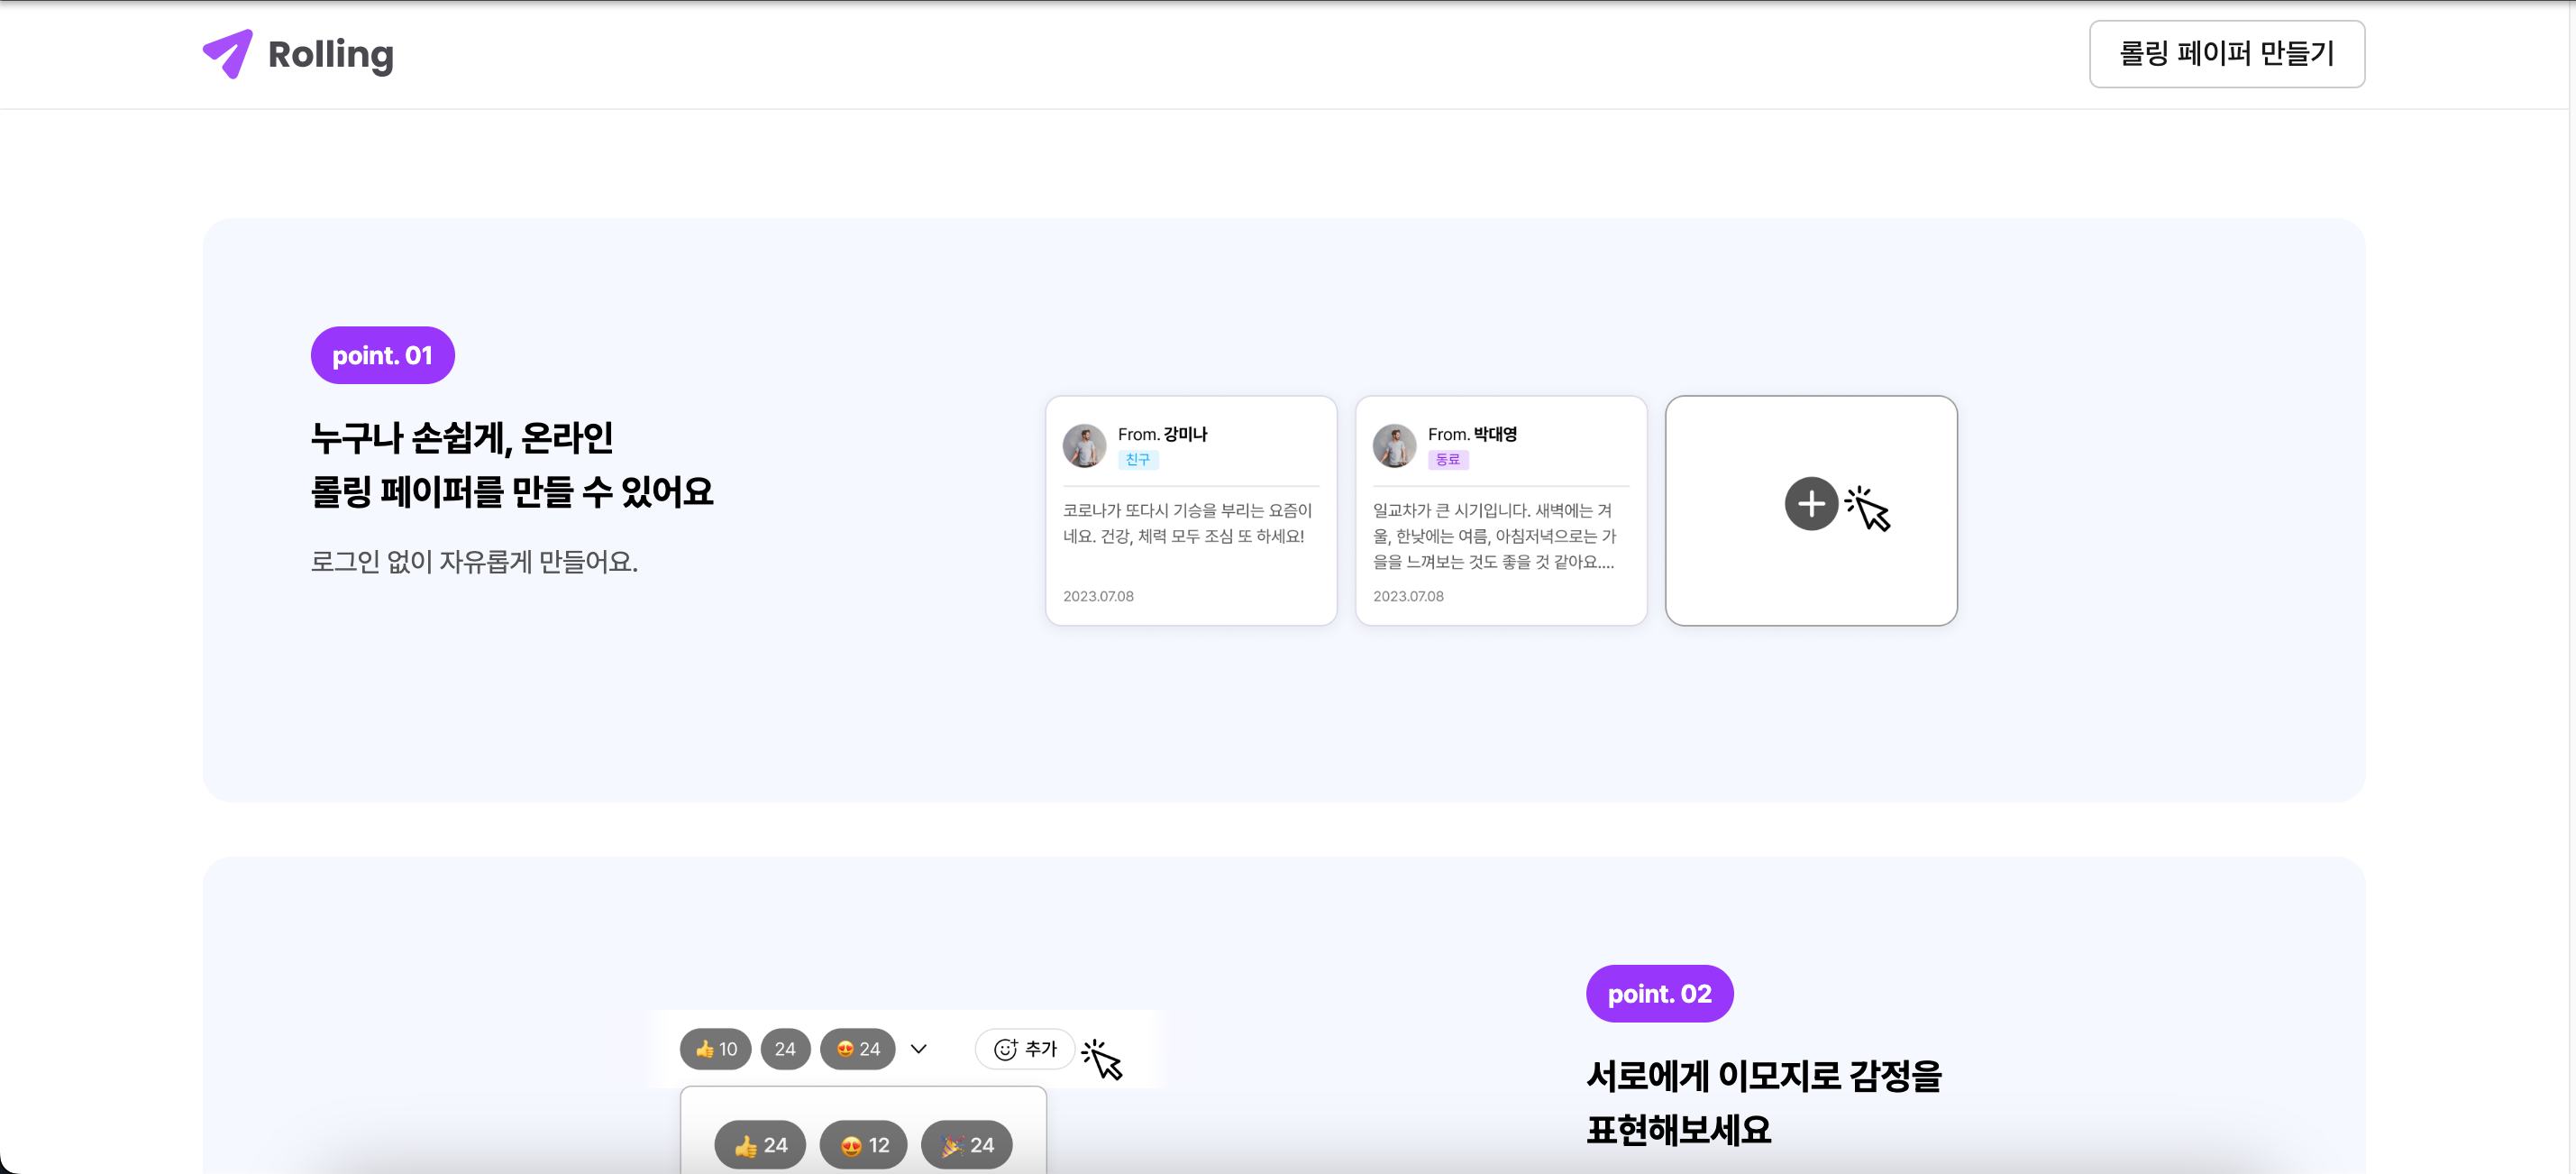 Rolling
롤링 페이퍼 만들기
point. 01
누구나 손쉽게, 온라인
롤링 페이퍼를 만들 수 있어요
로그인 없이 자유롭게 만들어요.
From. 강미나
친구
코로나가 또다시 기승을 부리는 요즘이
네요. 건강, 체력 모두 조심 또 하세요!
2023.07.08
From. 박대영
동료
일교차가 큰 시기입니다. 새벽에는 겨
울, 한낮에는 여름, 아침저녁으로는 가
을을 느껴보는 것도 좋을 것 같아요....
2023.07.08
👍 10 24 😍 24 추가
👍 24 😍 12 🎉 24
point. 02
서로에게 이모지로 감정을
표현해보세요